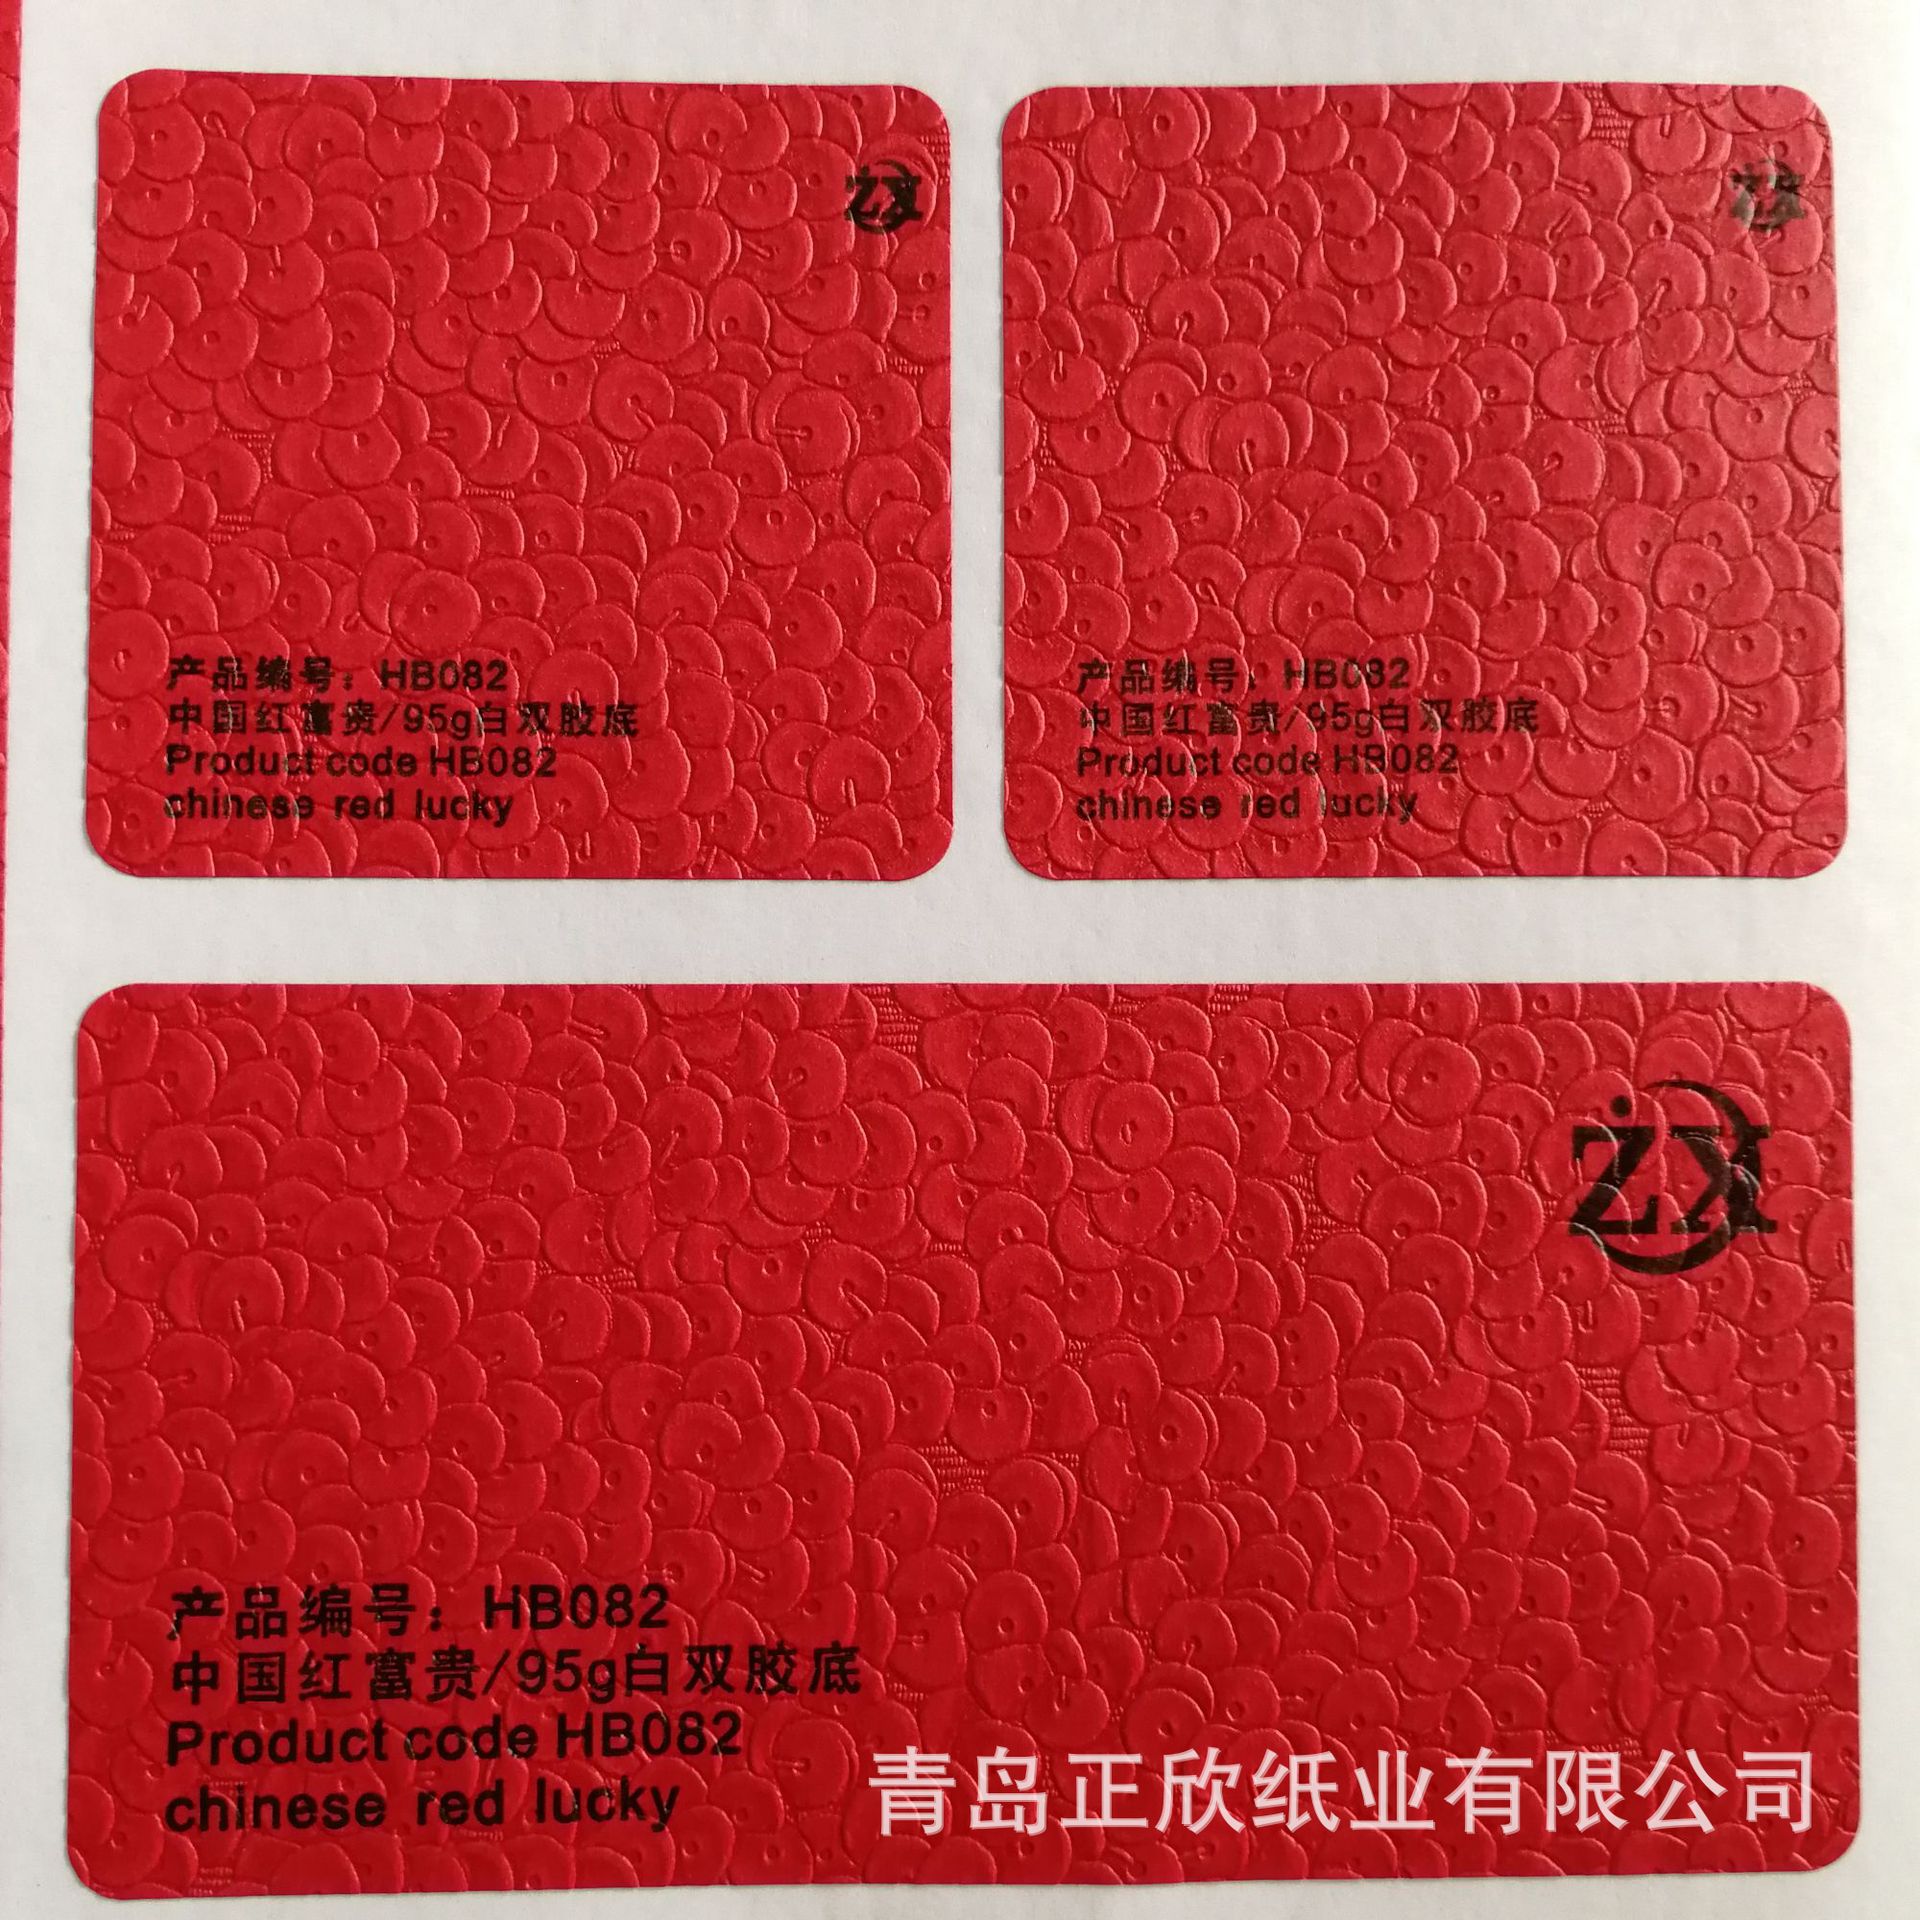 ZX
产品编号：HB082
中国红富贵/95g白双胶底
Product code HB082
chinese red lucky
ZX
产品编号：HB082
中国红富贵/95g白双胶底
Product code HB082
chinese red lucky
ZX
产品编号：HB082
中国红富贵/95g白双胶底
Product code HB082
chinese red lucky
青岛正欣纸业有限公司